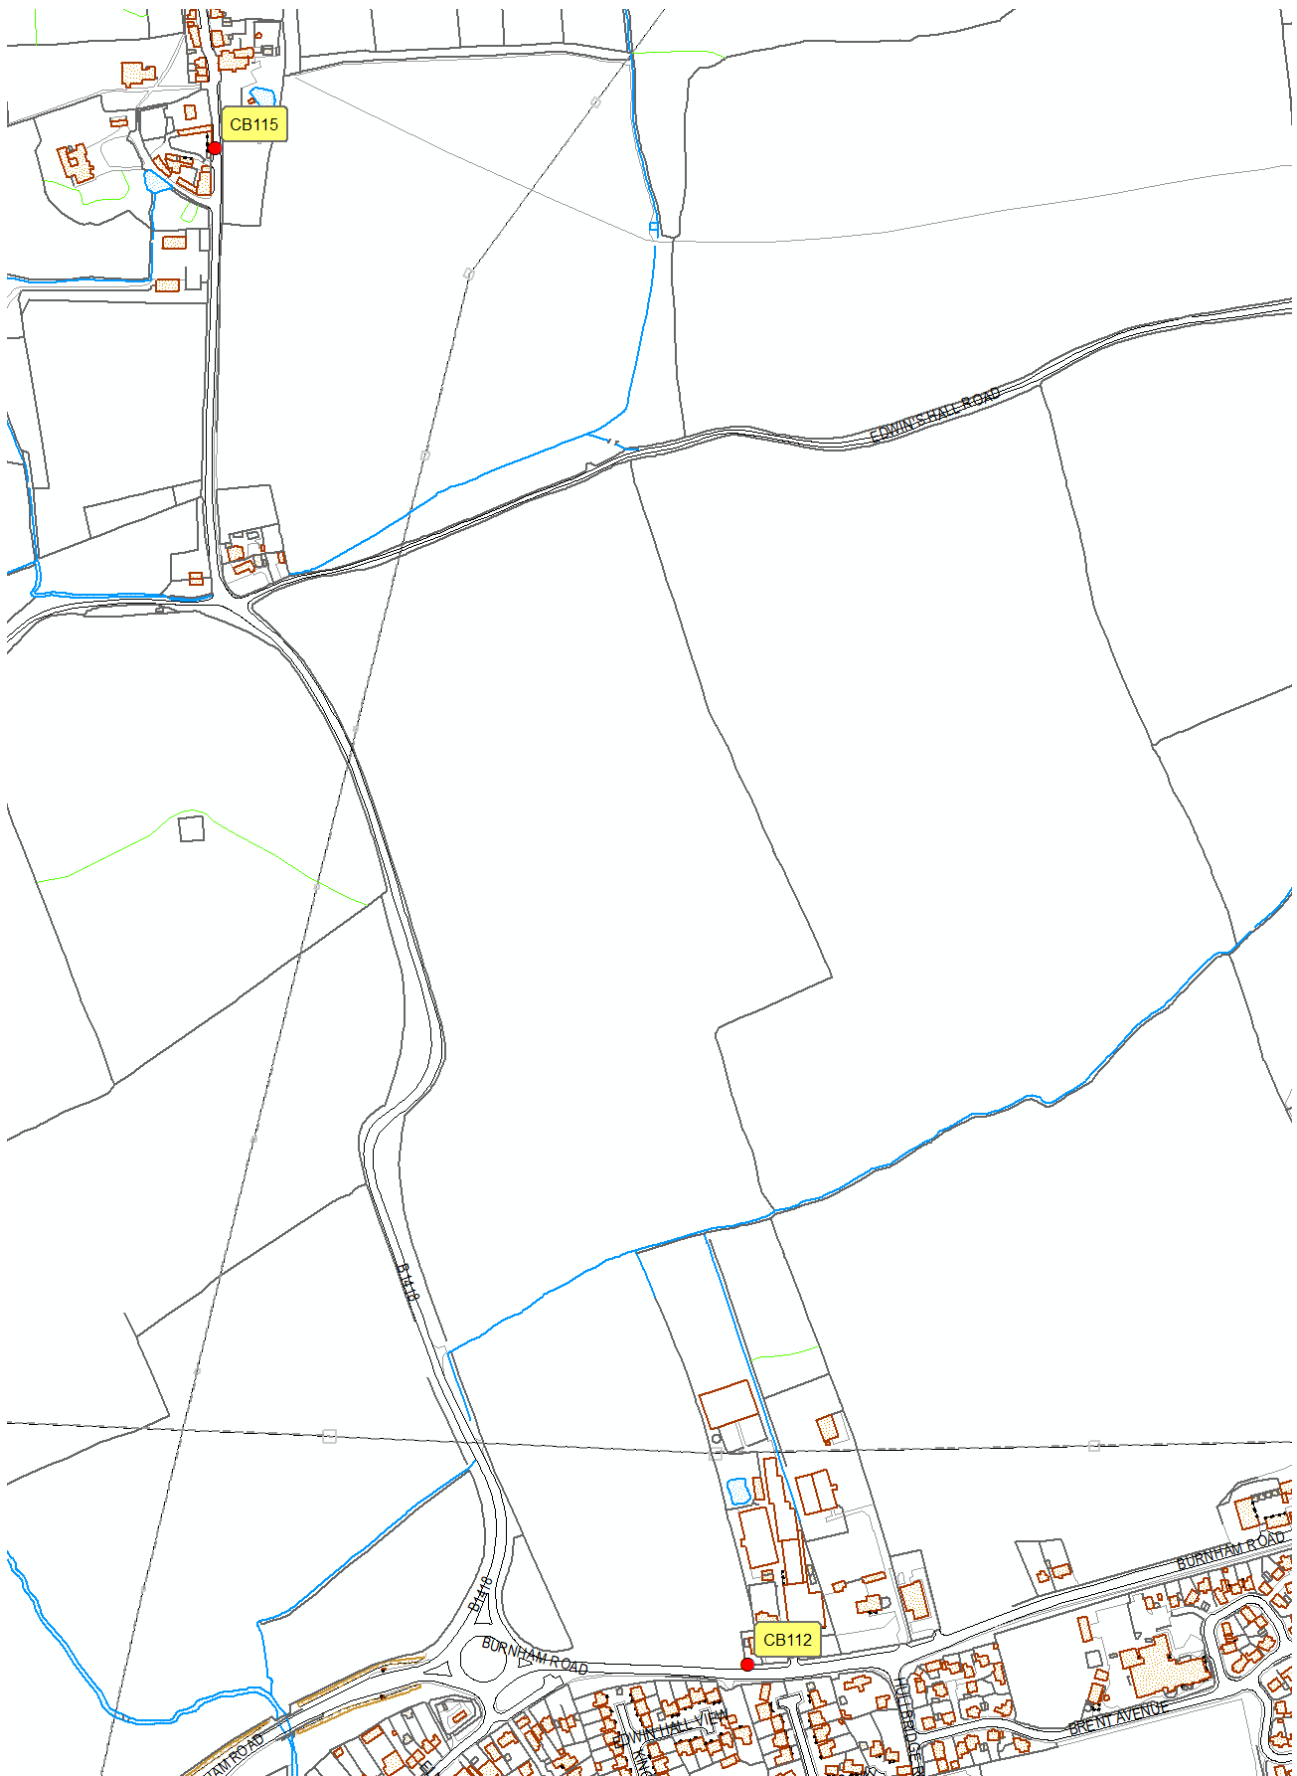 CB115
EDWIN'S HALL ROAD
B1418
BURNHAM ROAD
B1418
CB112
BURNHAM ROAD
EDWIN HALL VIEW
BRENT AVENUE